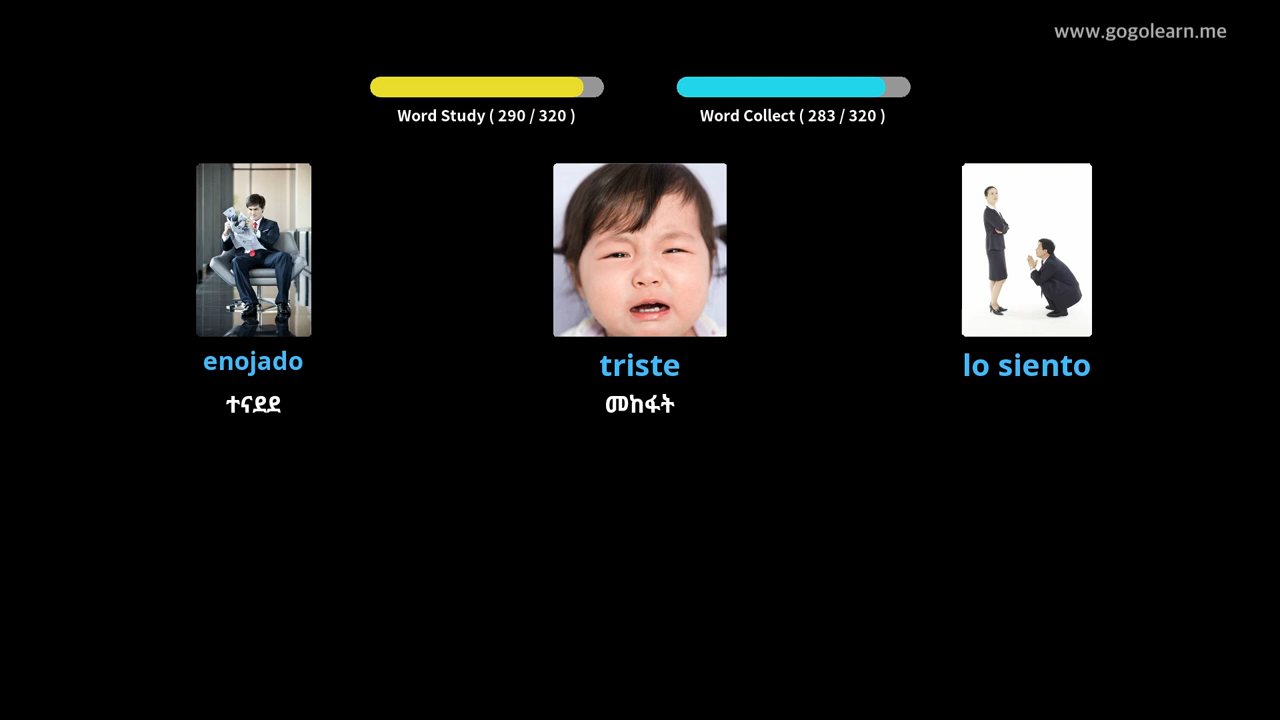 www.gogolearn.me
Word Study ( 290 / 320 )
Word Collect ( 283 / 320 )
enojado
triste
lo siento
ተናደደ
መከፋት